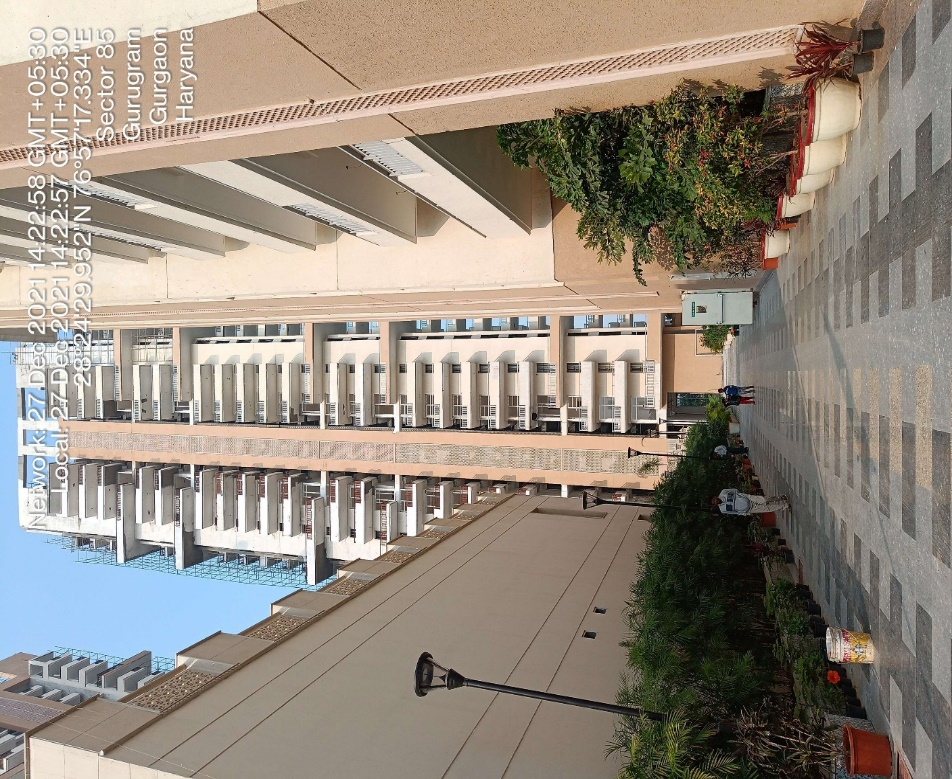 Network: 27 Dec 2021 14:22:58 GMT+05:30
Local: 27 Dec 2021 14:22:57 GMT+05:30
28°24'29.952"N 76°57'17.334"E
Sector 85
Gurugram
Gurgaon
Haryana